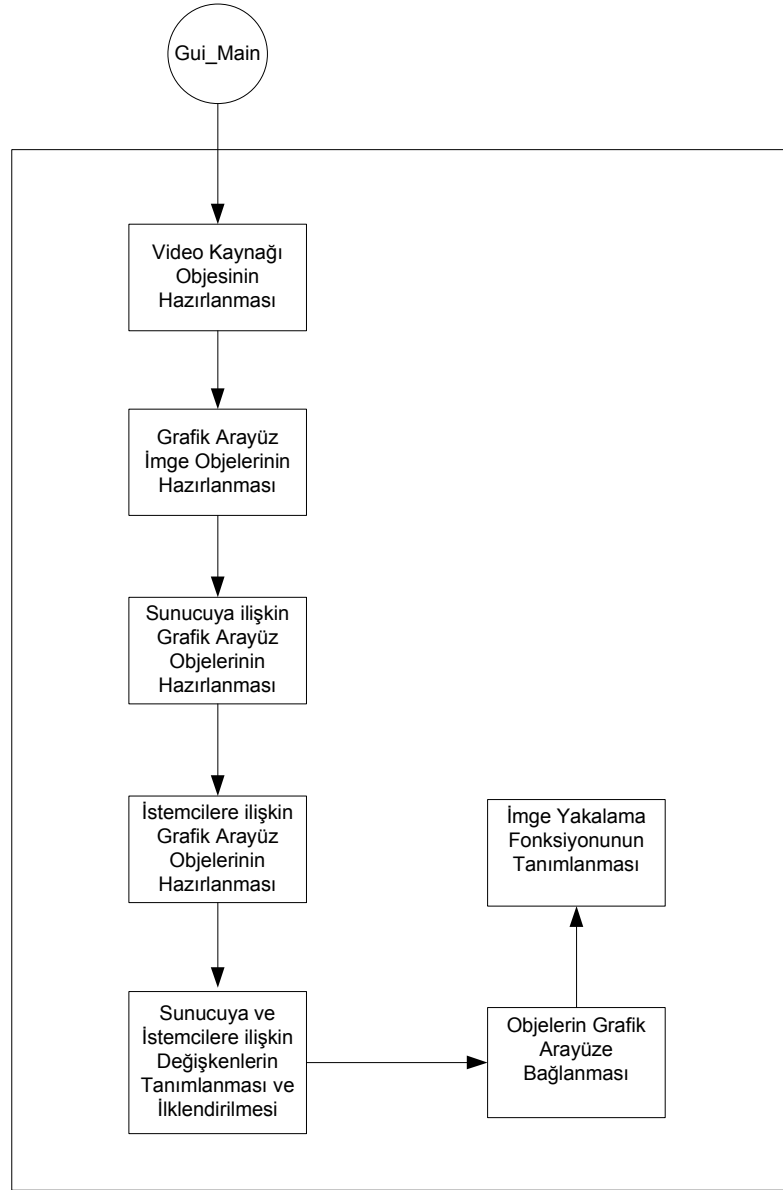 Gui_Main
Video Kaynağı
Objesinin
Hazırlanması
Grafik Arayüz
İmge Objelerinin
Hazırlanması
Sunucuya ilişkin
Grafik Arayüz
Objelerinin
Hazırlanması
İstemcilere ilişkin
Grafik Arayüz
Objelerinin
Hazırlanması
Sunucuya ve
İstemcilere ilişkin
Değişkenlerin
Tanımlanması ve
İlklendirilmesi
Objelerin Grafik
Arayüze
Bağlanması
İmge Yakalama
Fonksiyonunun
Tanımlanması